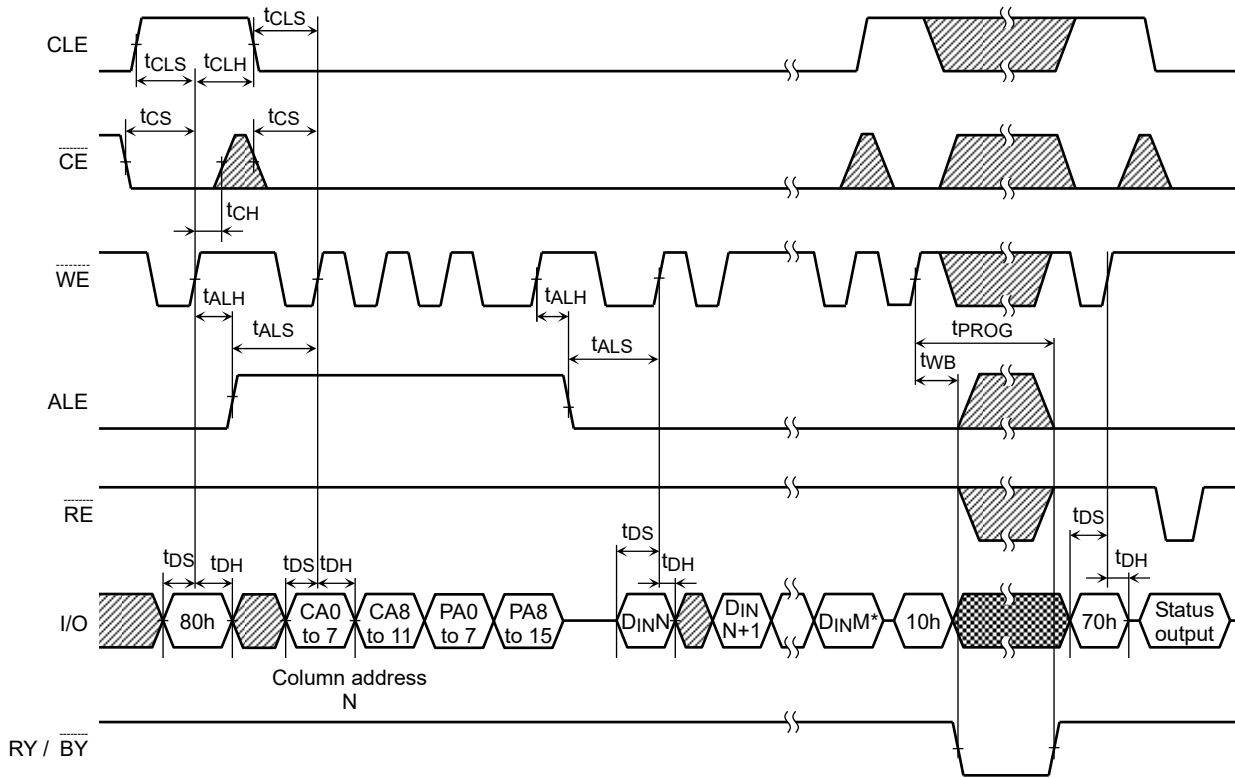 tCLS
CLE
tCLS tCLH
tCS tCS
CE
tCH
WE
tALH tALH
tALS tALS tPROG
tWB
ALE
RE
tDS tDH tDS tDH tDS tDH tDS tDH
I/O 80h CA0 to 7 CA8 to 11 PA0 to 7 PA8 to 15 DINN DIN N+1 DINM* 10h 70h Status output
Column address
N
RY / BY